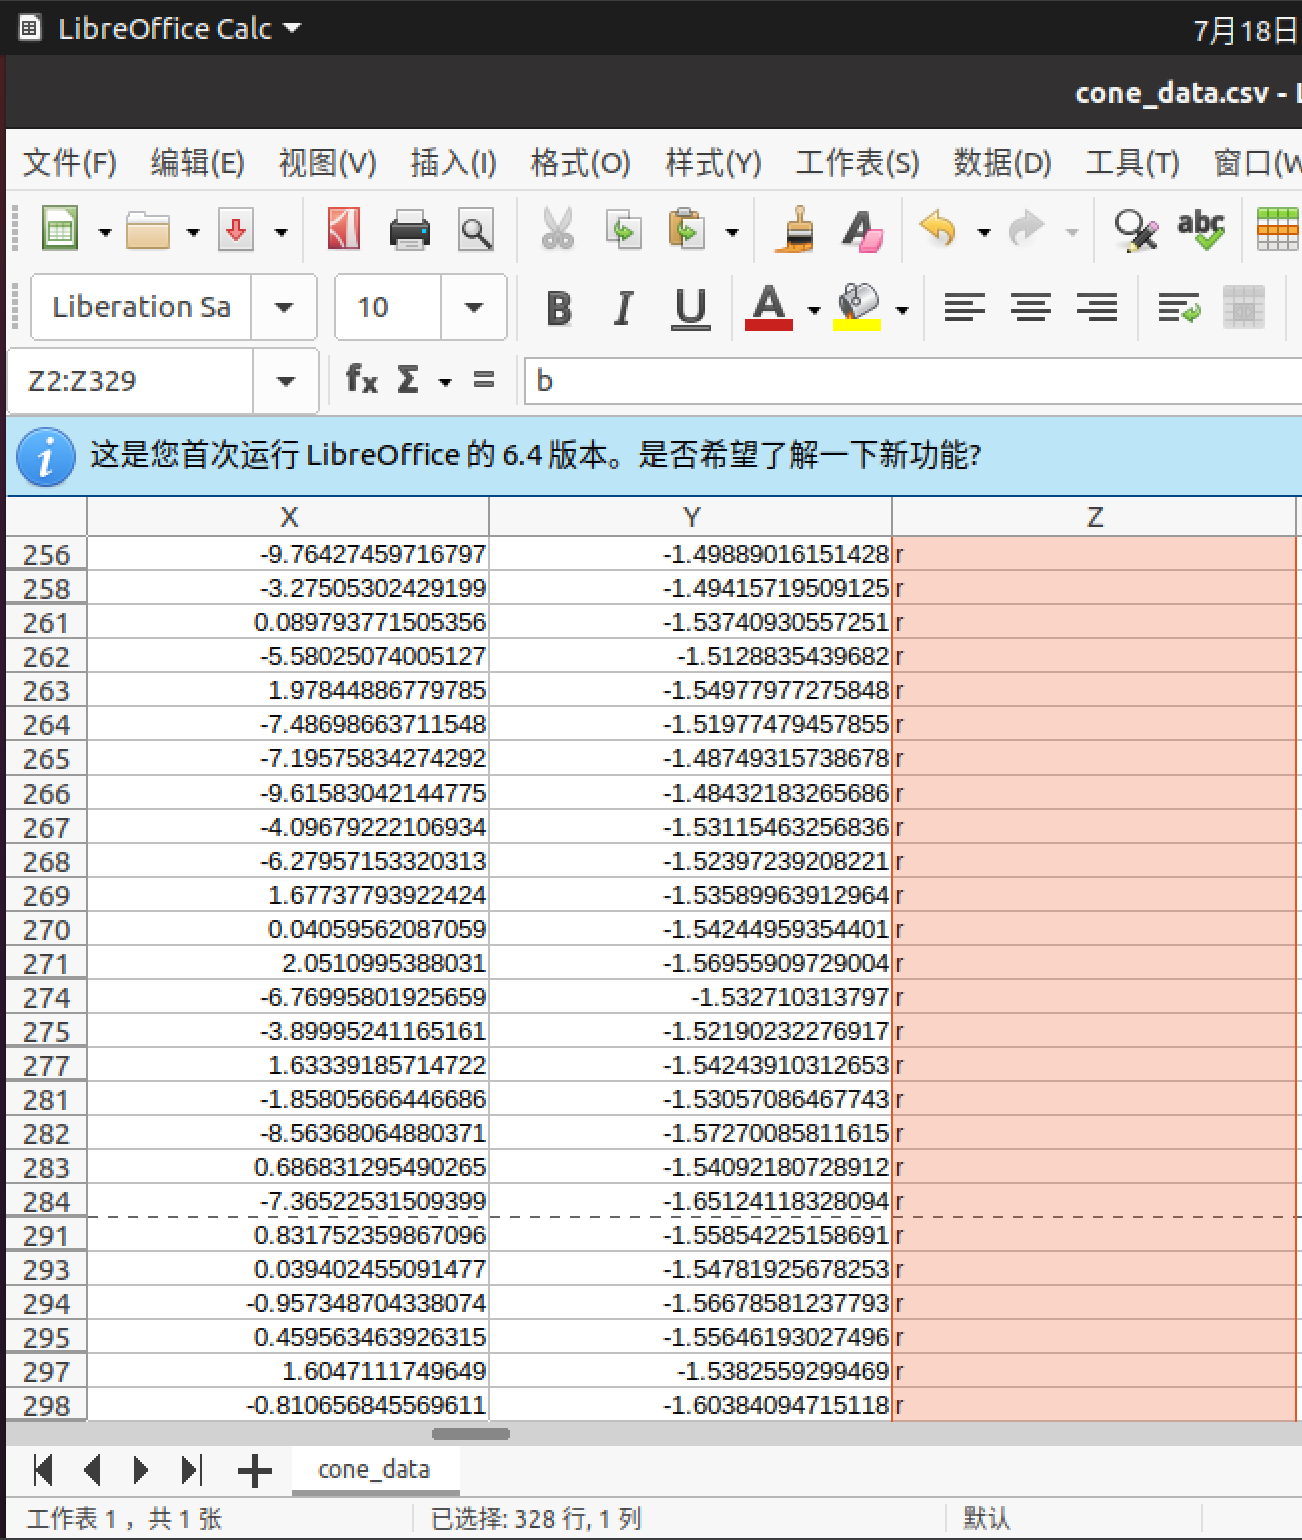 LibreOffice Calc
7月18日
cone_data.csv - L
文件(F) 编辑(E) 视图(V) 插入(I) 格式(O) 样式(Y) 工作表(S) 数据(D) 工具(T) 窗口(W
abc
Liberation Sa 10 B I U A
Z2:Z329 fx Σ = b
这是您首次运行 LibreOffice 的 6.4 版本。是否希望了解一下新功能?
X Y Z
256 -9.76427459716797 -1.49889016151428 r
258 -3.27505302429199 -1.49415719509125 r
261 0.089793771505356 -1.53740930557251 r
262 -5.58025074005127 -1.5128835439682 r
263 1.97844886779785 -1.54977977275848 r
264 -7.48698663711548 -1.51977479457855 r
265 -7.19575834274292 -1.48749315738678 r
266 -9.61583042144775 -1.48432183265686 r
267 -4.09679222106934 -1.53115463256836 r
268 -6.27957153320313 -1.52397239208221 r
269 1.67737793922424 -1.53589963912964 r
270 0.04059562087059 -1.54244959354401 r
271 2.0510995388031 -1.56955909729004 r
274 -6.76995801925659 -1.532710313797 r
275 -3.89995241165161 -1.52190232276917 r
277 1.63339185714722 -1.54243910312653 r
281 -1.85805666446686 -1.53057086467743 r
282 -8.56368064880371 -1.57270085811615 r
283 0.686831295490265 -1.54092180728912 r
284 -7.36522531509399 -1.65124118328094 r
291 0.831752359867096 -1.55854225158691 r
293 0.039402455091477 -1.54781925678253 r
294 -0.957348704338074 -1.56678581237793 r
295 0.459563463926315 -1.55646193027496 r
297 1.6047111749649 -1.53825592994690 r
298 -0.810656845569611 -1.60384094715118 r
cone_data
工作表 1 ，共 1 张 已选择: 328 行, 1 列 默认